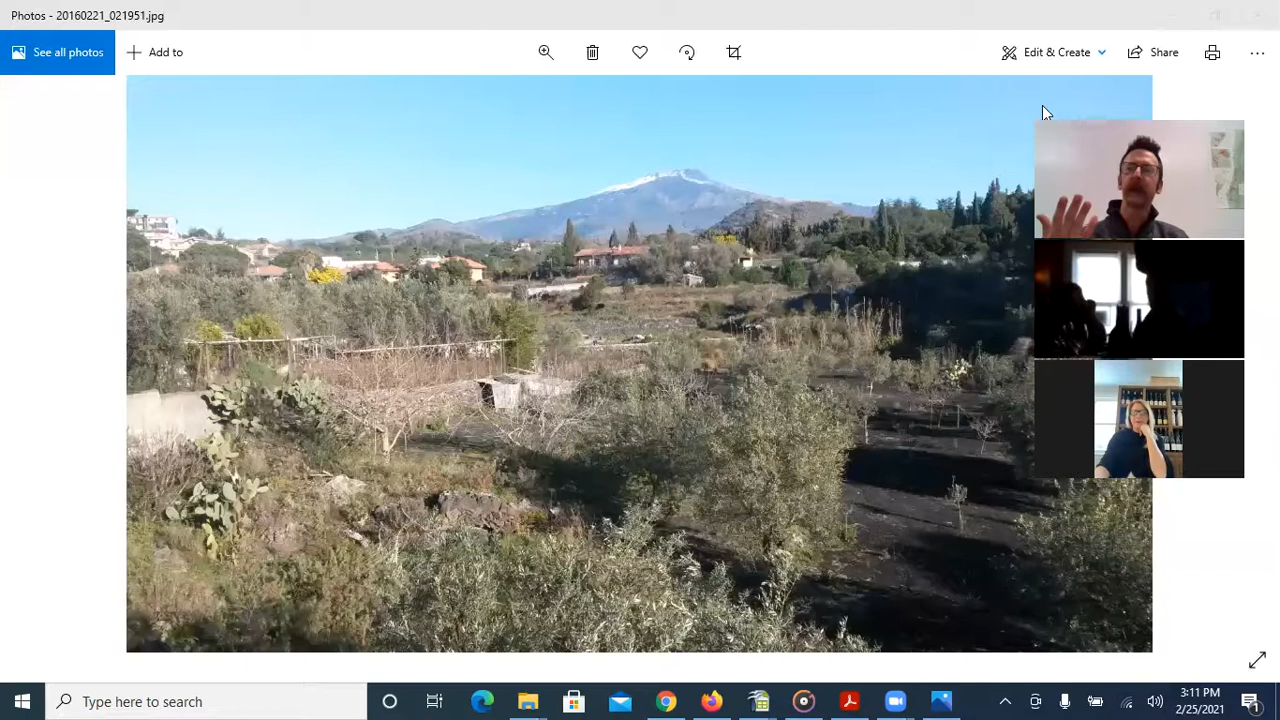 Photos - 20160221_021951.jpg
See all photos
Add to
Edit & Create
Share
Type here to search
3:11 PM
2/25/2021
1